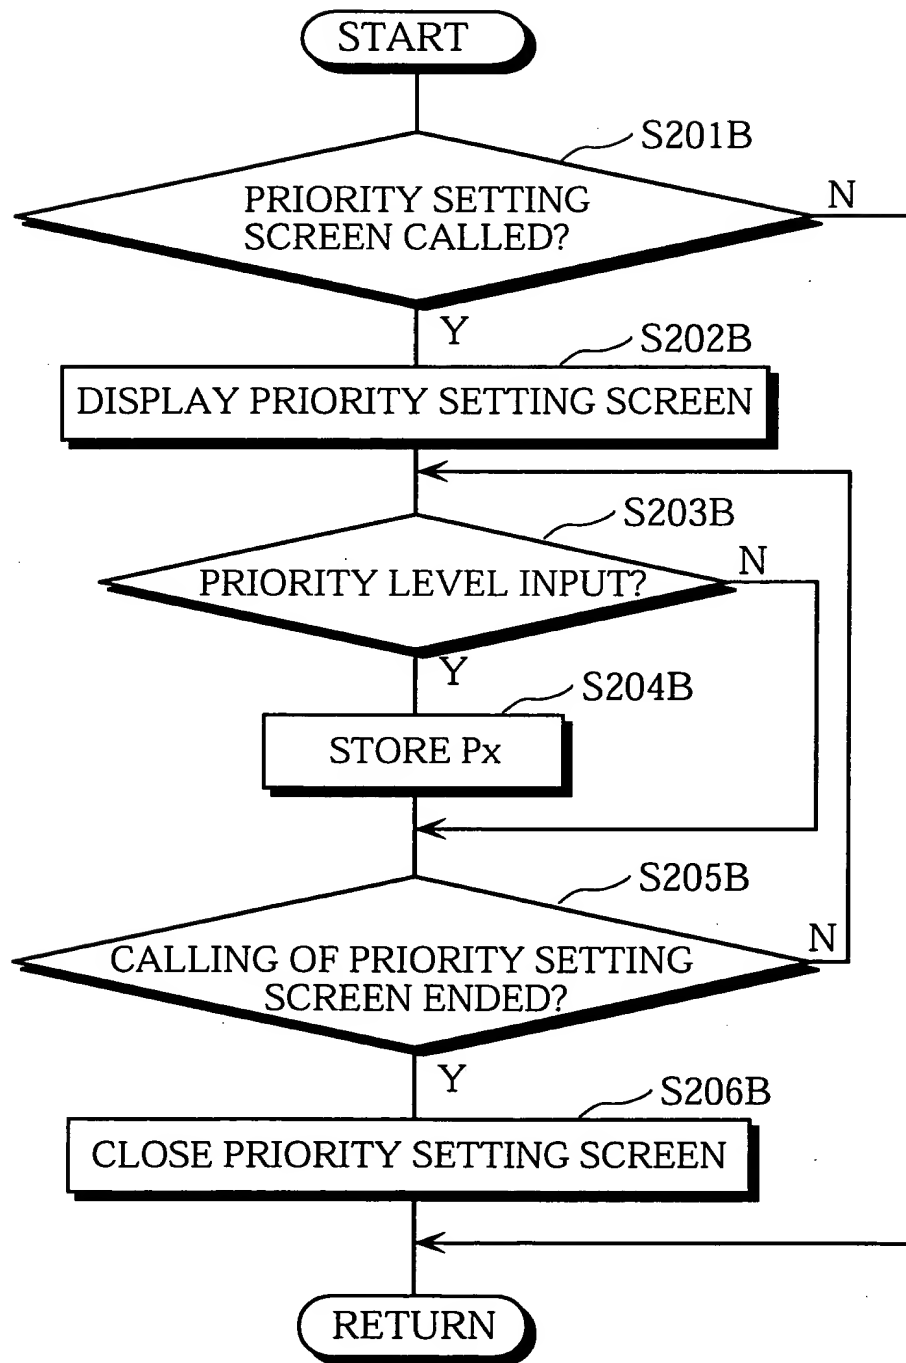 START
S201B
PRIORITY SETTING
SCREEN CALLED?
N
Y
S202B
DISPLAY PRIORITY SETTING SCREEN
S203B
PRIORITY LEVEL INPUT?
N
Y
S204B
STORE Px
S205B
CALLING OF PRIORITY SETTING
SCREEN ENDED?
N
Y
S206B
CLOSE PRIORITY SETTING SCREEN
RETURN